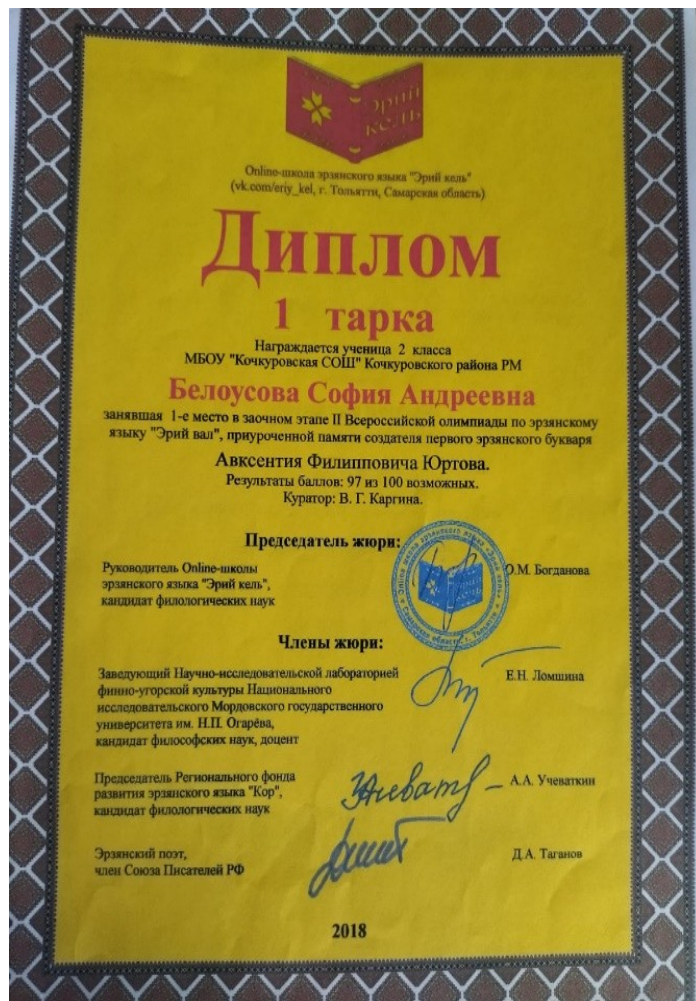 Эрий
кель
Online-школа эрзянского языка "Эрий кель"
(vk.com/eriy_kel, г. Тольятти, Самарская область)
Диплом
1 тарка
Награждается ученица 2 класса
МБОУ "Кочкуровская СОШ" Кочкуровского района РМ
Белоусова София Андреевна
занявшая 1-е место в заочном этапе II Всероссийской олимпиады по эрзянскому
языку "Эрий вал", приуроченной памяти создателя первого эрзянского букваря
Авксентия Филипповича Юртова.
Результаты баллов: 97 из 100 возможных.
Куратор: В. Г. Каргина.
Председатель жюри:
Руководитель Online-школы
эрзянского языка "Эрий кель",
кандидат филологических наук
О.М. Богданова
Члены жюри:
Заведующий Научно-исследовательской лабораторией
финно-угорской культуры Национального
исследовательского Мордовского государственного
университета им. Н.П. Огарёва,
кандидат философских наук, доцент
Е.Н. Ломшина
Председатель Регионального фонда
развития эрзянского языка "Кор",
кандидат филологических наук
А.А. Учеваткин
Эрзянский поэт,
член Союза Писателей РФ
Д.А. Таганов
2018